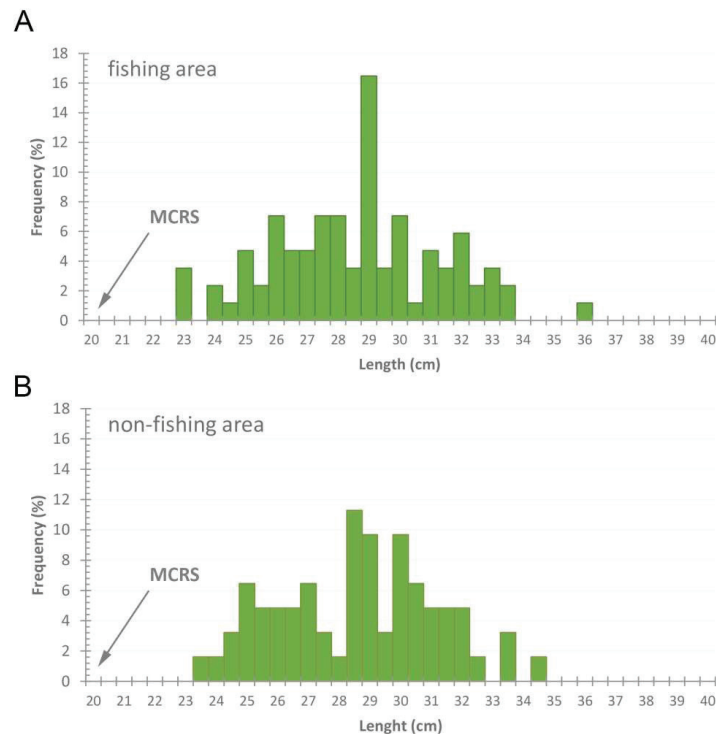 A
fishing area
Frequency (%)
18
16
14
12
10
8
6
4
2
0
MCRS
20 21 22 23 24 25 26 27 28 29 30 31 32 33 34 35 36 37 38 39 40
Length (cm)
B
non-fishing area
Frequency (%)
18
16
14
12
10
8
6
4
2
0
MCRS
20 21 22 23 24 25 26 27 28 29 30 31 32 33 34 35 36 37 38 39 40
Lenght (cm)